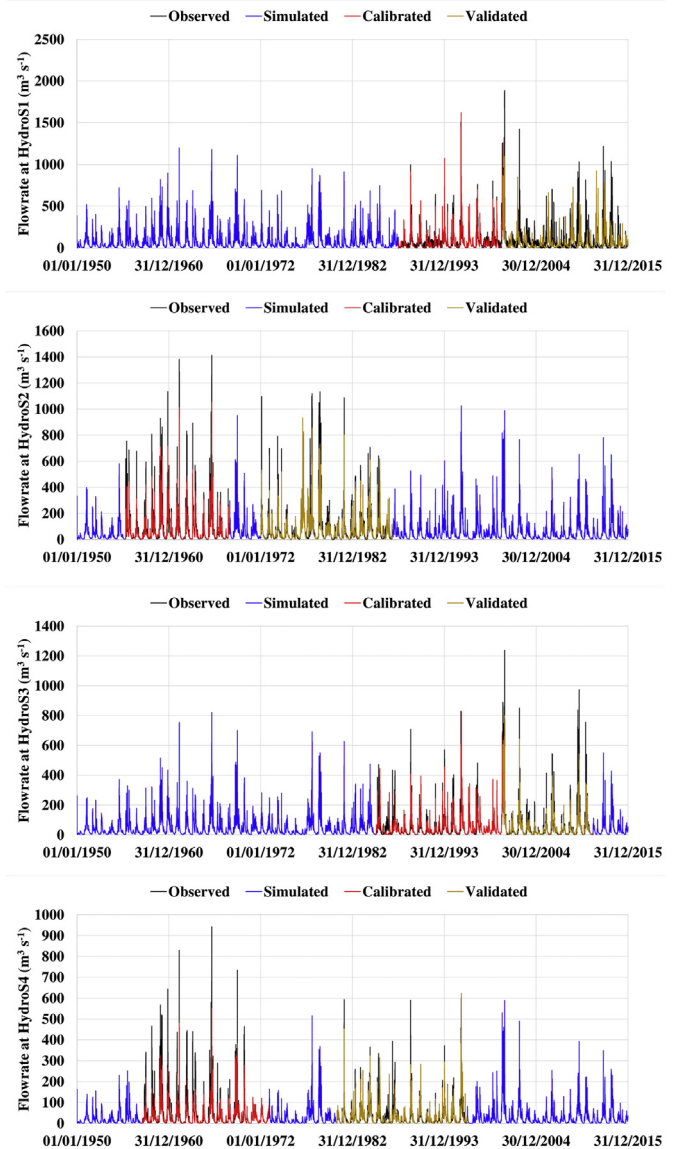 Observed Simulated Calibrated Validated
Flowrate at HydroS1 (m³ s⁻¹)
2500
2000
1500
1000
500
0
01/01/1950 31/12/1960 01/01/1972 31/12/1982 31/12/1993 30/12/2004 31/12/2015
Observed Simulated Calibrated Validated
Flowrate at HydroS2 (m³ s⁻¹)
1600
1400
1200
1000
800
600
400
200
0
01/01/1950 31/12/1960 01/01/1972 31/12/1982 31/12/1993 30/12/2004 31/12/2015
Observed Simulated Calibrated Validated
Flowrate at HydroS3 (m³ s⁻¹)
1400
1200
1000
800
600
400
200
0
01/01/1950 31/12/1960 01/01/1972 31/12/1982 31/12/1993 30/12/2004 31/12/2015
Observed Simulated Calibrated Validated
Flowrate at HydroS4 (m³ s⁻¹)
1000
900
800
700
600
500
400
300
200
100
0
01/01/1950 31/12/1960 01/01/1972 31/12/1982 31/12/1993 30/12/2004 31/12/2015